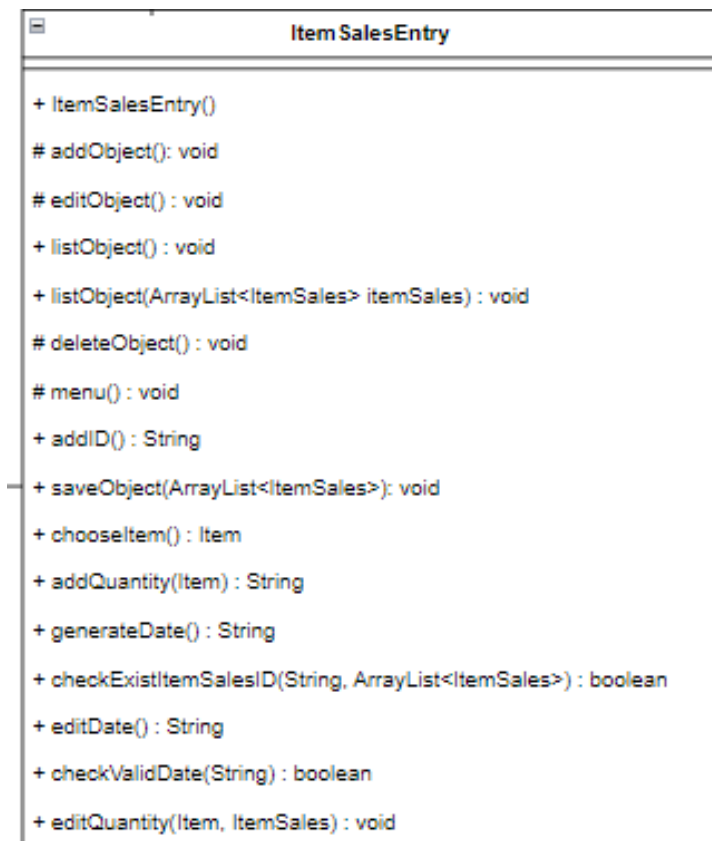 ItemSalesEntry
+ ItemSalesEntry()
# addObject(): void
# editObject() : void
+ listObject() : void
+ listObject(ArrayList<ItemSales> itemSales) : void
# deleteObject() : void
# menu() : void
+ addID() : String
+ saveObject(ArrayList<ItemSales>): void
+ chooseItem() : Item
+ addQuantity(Item) : String
+ generateDate() : String
+ checkExistItemSalesID(String, ArrayList<ItemSales>) : boolean
+ editDate() : String
+ checkValidDate(String) : boolean
+ editQuantity(Item, ItemSales) : void